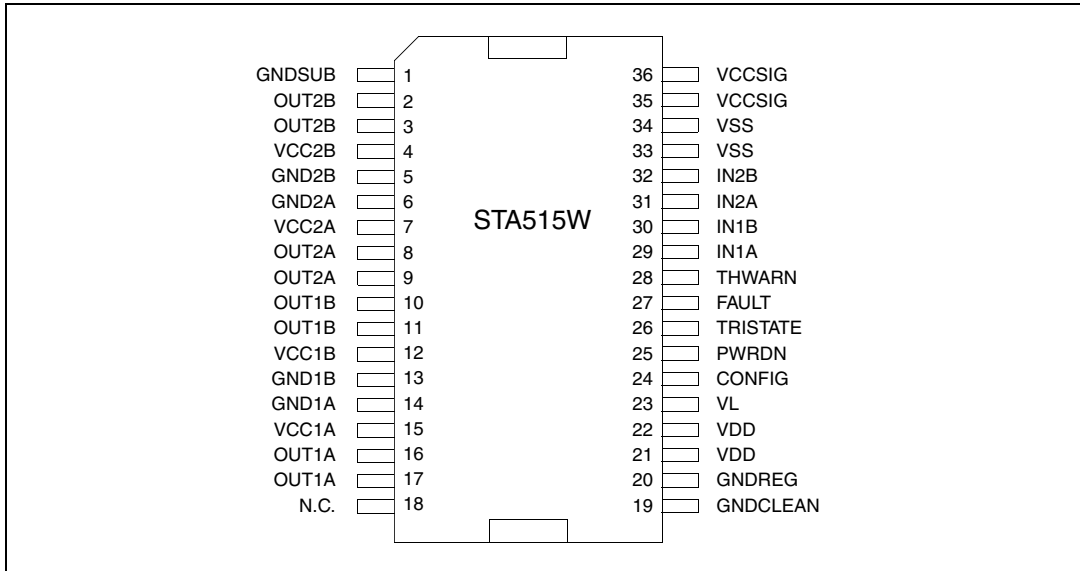 GNDSUB 1 36 VCCSIG
OUT2B 2 35 VCCSIG
OUT2B 3 34 VSS
VCC2B 4 33 VSS
GND2B 5 32 IN2B
GND2A 6 31 IN2A
VCC2A 7 STA515W 30 IN1B
OUT2A 8 29 IN1A
OUT2A 9 28 THWARN
OUT1B 10 27 FAULT
OUT1B 11 26 TRISTATE
VCC1B 12 25 PWRDN
GND1B 13 24 CONFIG
GND1A 14 23 VL
VCC1A 15 22 VDD
OUT1A 16 21 VDD
OUT1A 17 20 GNDREG
N.C. 18 19 GNDCLEAN